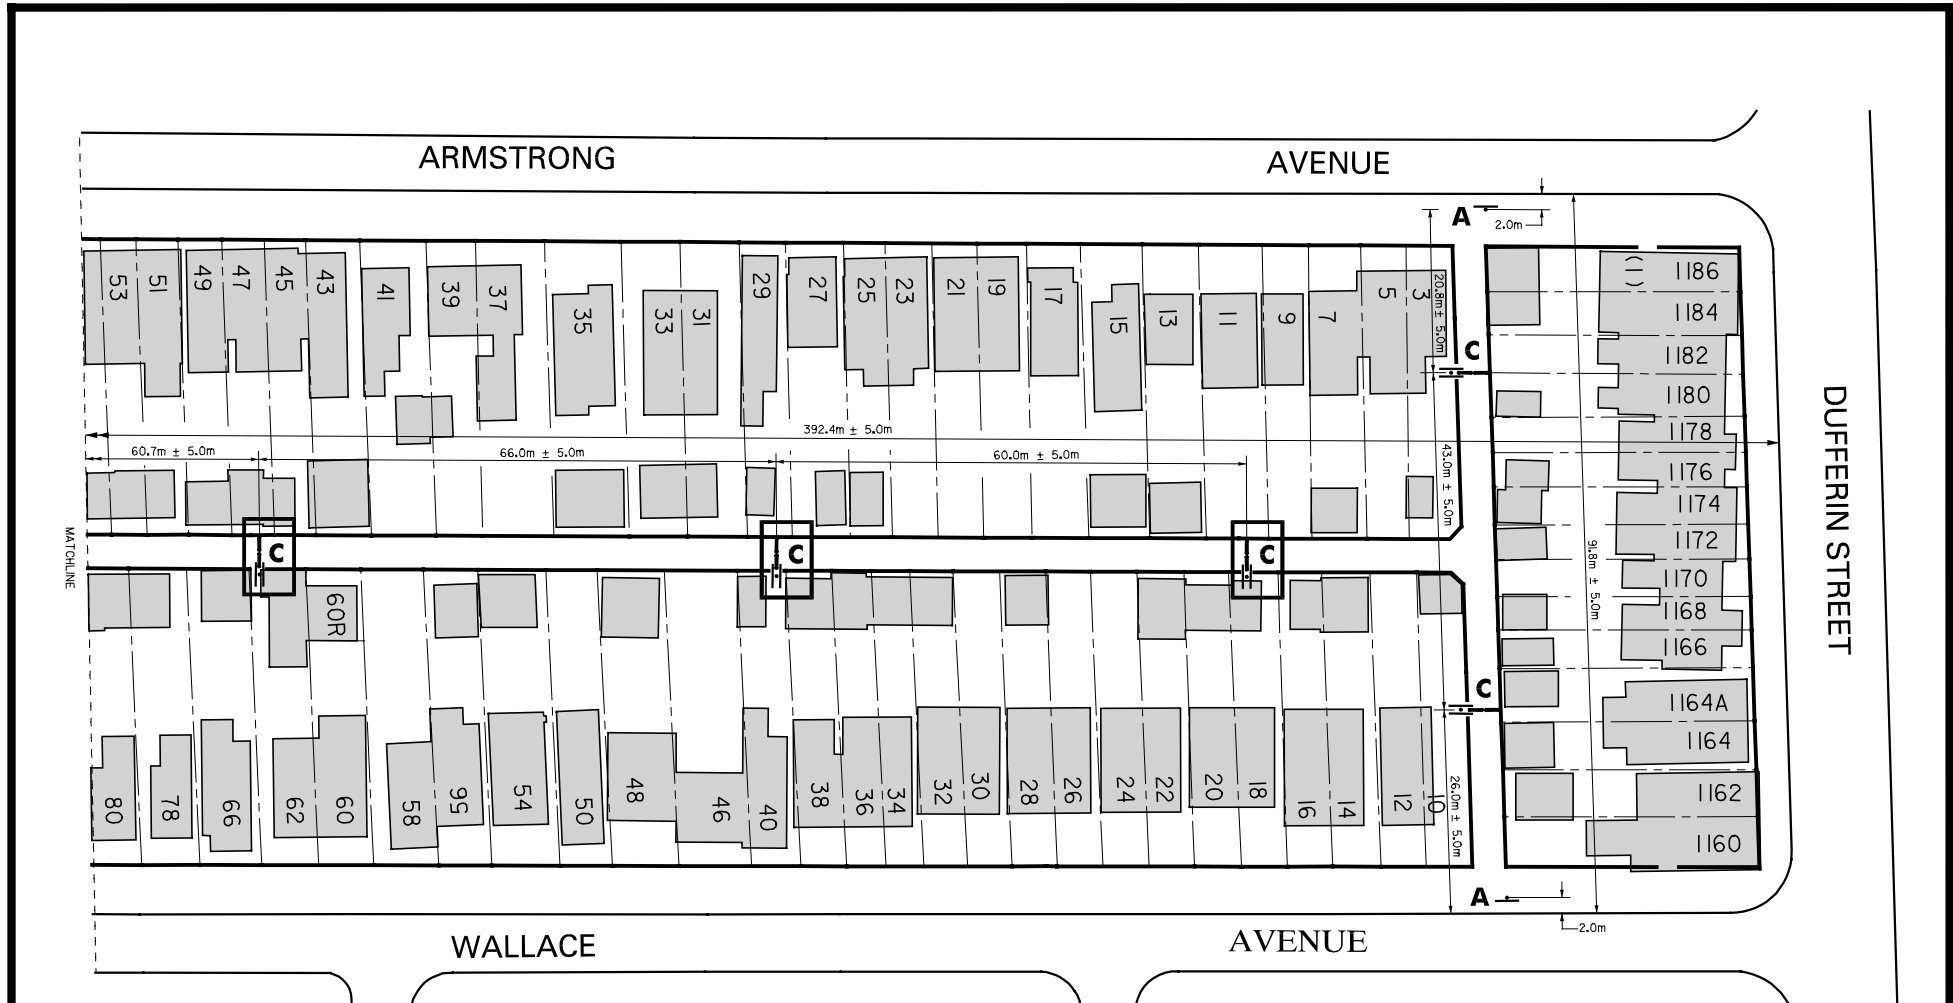 ARMSTRONG AVENUE
A
2.0m
53 51 49 47 45 43 41 39 37 35 33 31 29 27 25 23 21 19 17 15 13 11 9 7 5 3
20.8m ± 5.0m
C
(1)
1186
1184
1182
1180
1178
1176
1174
1172
1170
1168
1166
1164A
1164
1162
1160
DUFFERIN STREET
392.4m ± 5.0m
60.7m ± 5.0m 66.0m ± 5.0m 60.0m ± 5.0m
43.0m ± 5.0m
91.8m ± 5.0m
MATCHLINE
C C C
60R
C
80 78 66 62 60 58 56 54 50 48 46 40 38 36 34 32 30 28 26 24 22 20 18 16 14 12 10
26.0m ± 5.0m
A
2.0m
WALLACE AVENUE